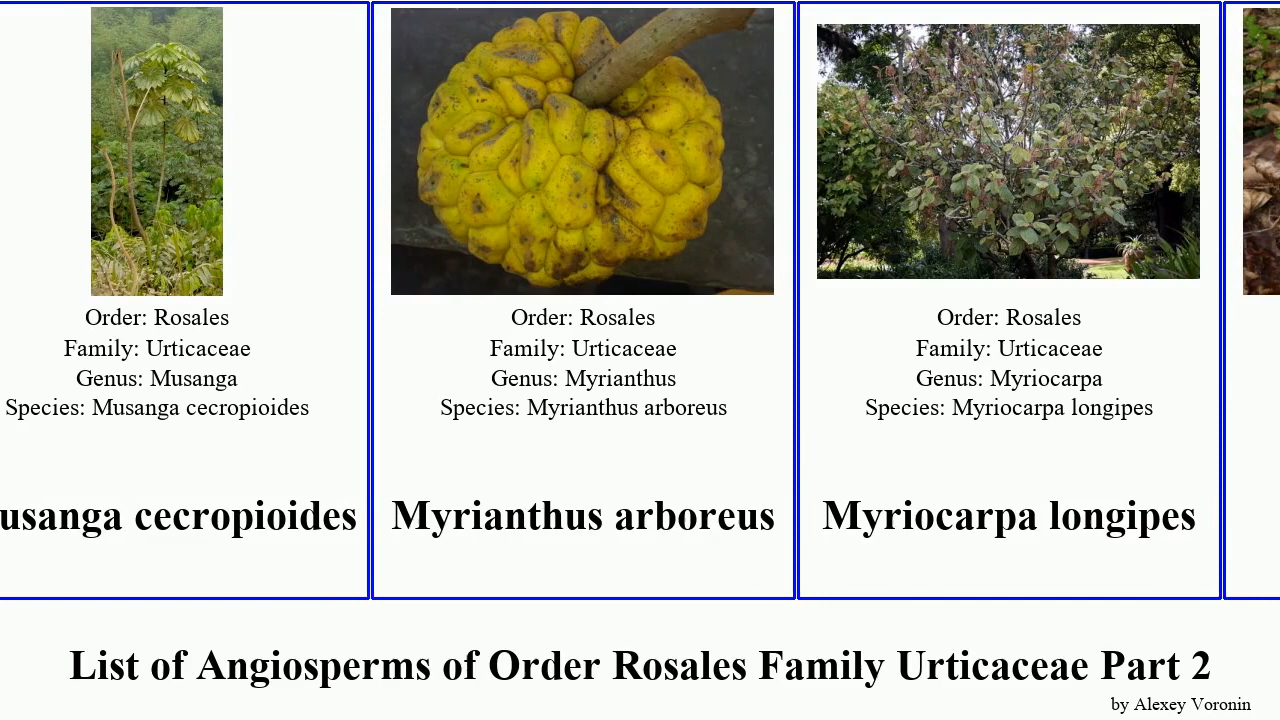 Order: Rosales
Family: Urticaceae
Genus: Musanga
Species: Musanga cecropioides
usanga cecropioides
Order: Rosales
Family: Urticaceae
Genus: Myrianthus
Species: Myrianthus arboreus
Myrianthus arboreus
Order: Rosales
Family: Urticaceae
Genus: Myriocarpa
Species: Myriocarpa longipes
Myriocarpa longipes
List of Angiosperms of Order Rosales Family Urticaceae Part 2
by Alexey Voronin